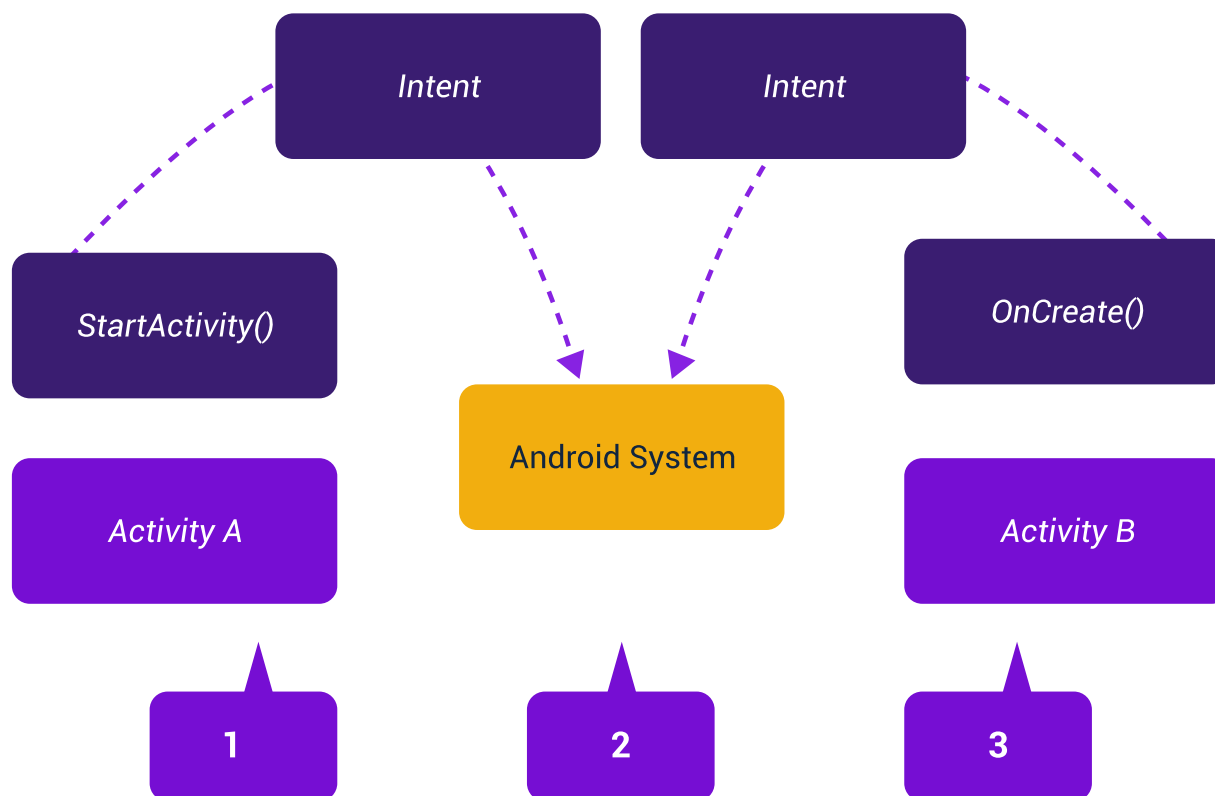 Intent
Intent
StartActivity()
OnCreate()
Android System
Activity A
Activity B
1
2
3